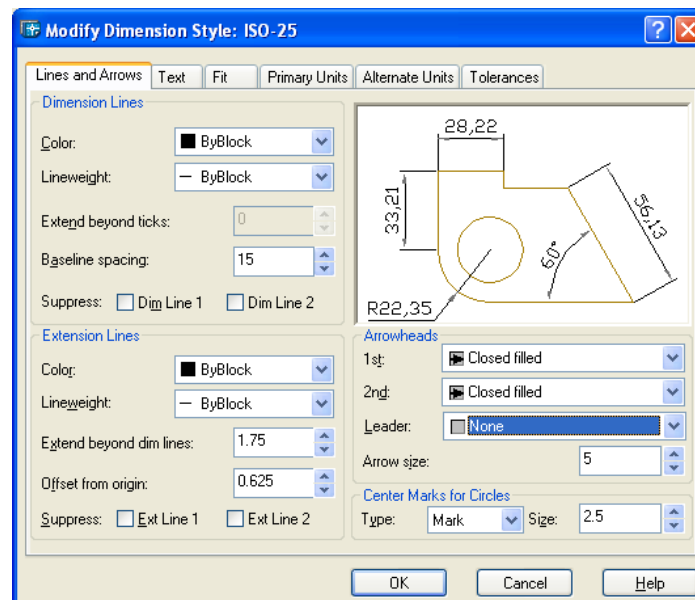 Modify Dimension Style: ISO-25
Lines and Arrows Text Fit Primary Units Alternate Units Tolerances
Dimension Lines
Color: ByBlock
Lineweight: ByBlock
Extend beyond ticks: 0
Baseline spacing: 15
Suppress: Dim Line 1 Dim Line 2
Extension Lines
Color: ByBlock
Lineweight: ByBlock
Extend beyond dim lines: 1.75
Offset from origin: 0.625
Suppress: Ext Line 1 Ext Line 2
28,22
33,21
56,13
60°
R22,35
Arrowheads
1st: Closed filled
2nd: Closed filled
Leader: None
Arrow size: 5
Center Marks for Circles
Type: Mark Size: 2.5
OK Cancel Help